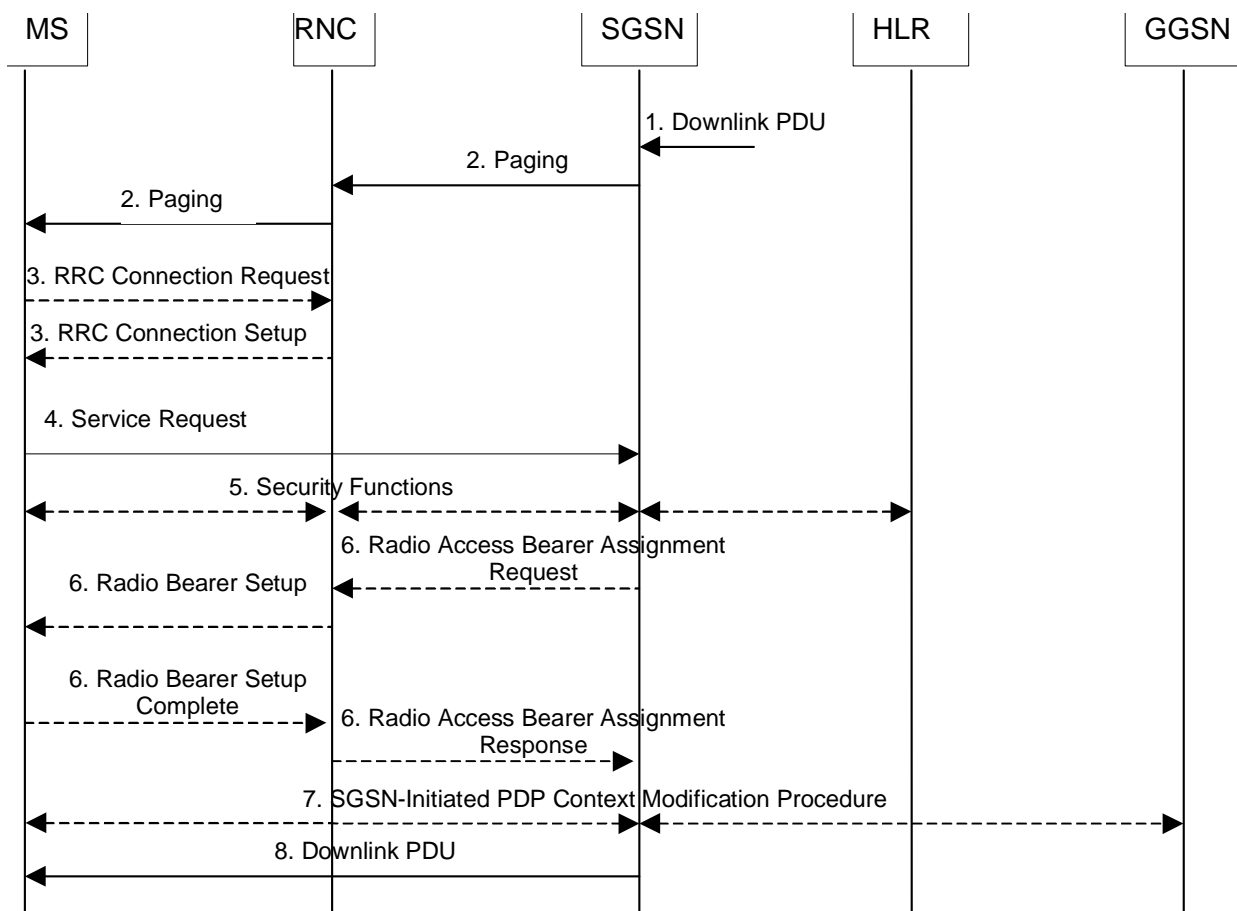 MS
RNC
SGSN
HLR
GGSN
1. Downlink PDU
2. Paging
2. Paging
3. RRC Connection Request
3. RRC Connection Setup
4. Service Request
5. Security Functions
6. Radio Access Bearer Assignment
Request
6. Radio Bearer Setup
6. Radio Bearer Setup
Complete
6. Radio Access Bearer Assignment
Response
7. SGSN-Initiated PDP Context Modification Procedure
8. Downlink PDU